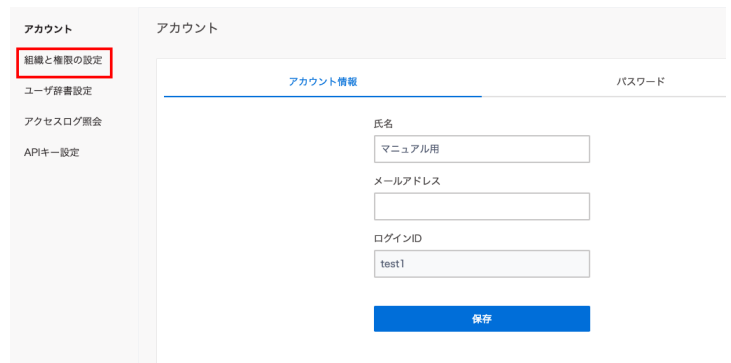 アカウント
組織と権限の設定
ユーザ辞書設定
アクセスログ照会
APIキー設定
アカウント
アカウント情報
パスワード
氏名
マニュアル用
メールアドレス
ログインID
test1
保存